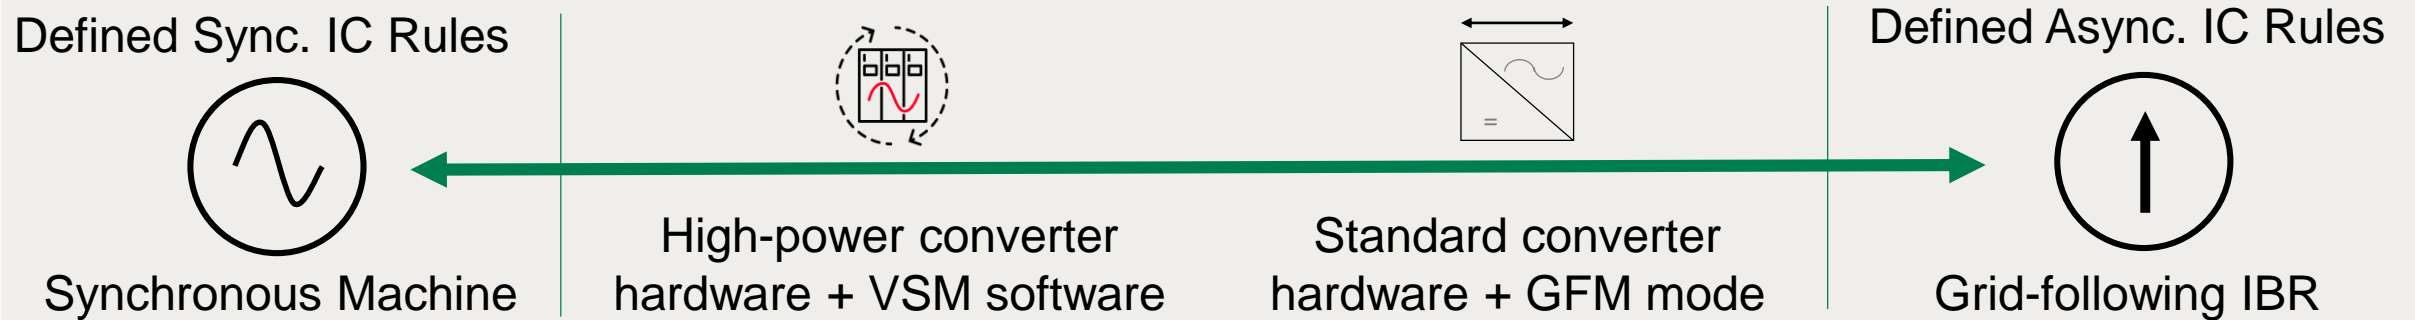 Defined Sync. IC Rules
Synchronous Machine
High-power converter
hardware + VSM software
Standard converter
hardware + GFM mode
Defined Async. IC Rules
Grid-following IBR